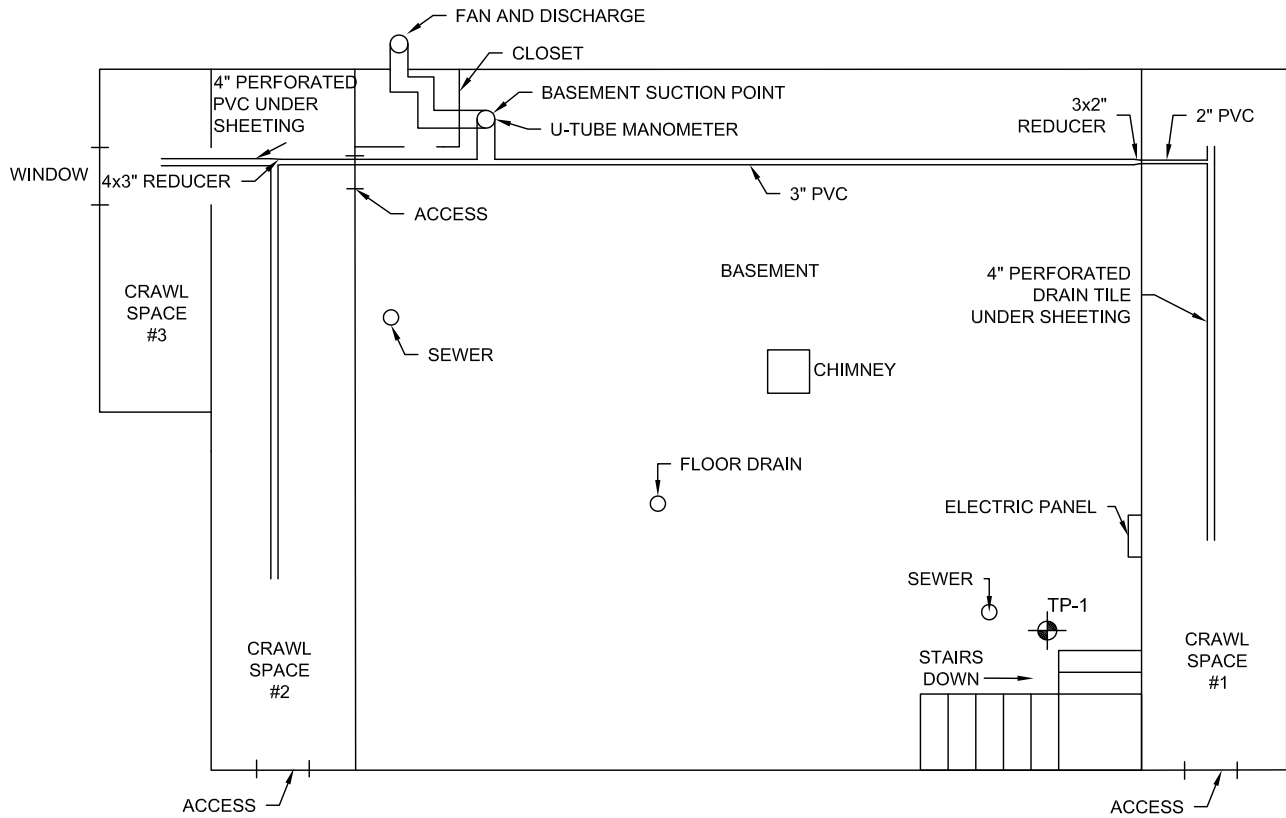 FAN AND DISCHARGE
CLOSET
4" PERFORATED
PVC UNDER
SHEETING
BASEMENT SUCTION POINT
U-TUBE MANOMETER
3x2"
REDUCER
2" PVC
WINDOW
4x3" REDUCER
3" PVC
ACCESS
BASEMENT
4" PERFORATED
DRAIN TILE
UNDER SHEETING
CRAWL
SPACE
#3
SEWER
CHIMNEY
FLOOR DRAIN
ELECTRIC PANEL
SEWER
TP-1
CRAWL
SPACE
#2
STAIRS
DOWN
CRAWL
SPACE
#1
ACCESS
ACCESS